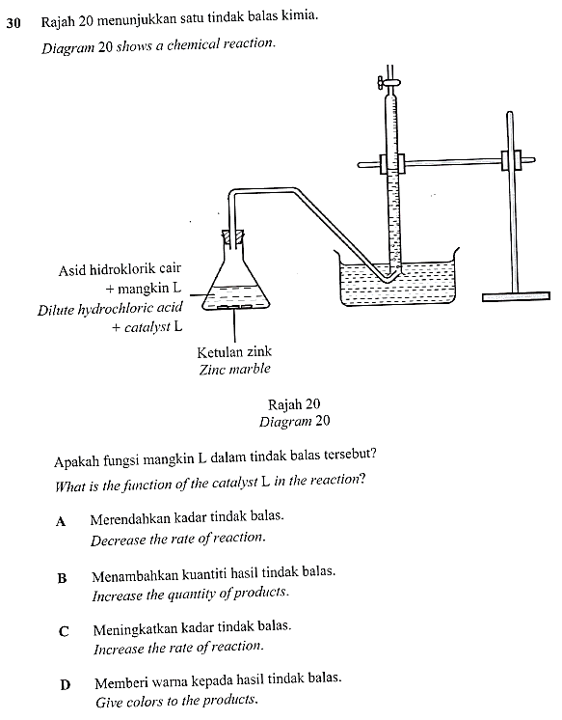 30 Rajah 20 menunjukkan satu tindak balas kimia.
Diagram 20 shows a chemical reaction.
Asid hidroklorik cair
+ mangkin L
Dilute hydrochloric acid
+ catalyst L
Ketulan zink
Zinc marble
Rajah 20
Diagram 20
Apakah fungsi mangkin L dalam tindak balas tersebut?
What is the function of the catalyst L in the reaction?
A Merendahkan kadar tindak balas.
Decrease the rate of reaction.
B Menambahkan kuantiti hasil tindak balas.
Increase the quantity of products.
C Meningkatkan kadar tindak balas.
Increase the rate of reaction.
D Memberi warna kepada hasil tindak balas.
Give colors to the products.